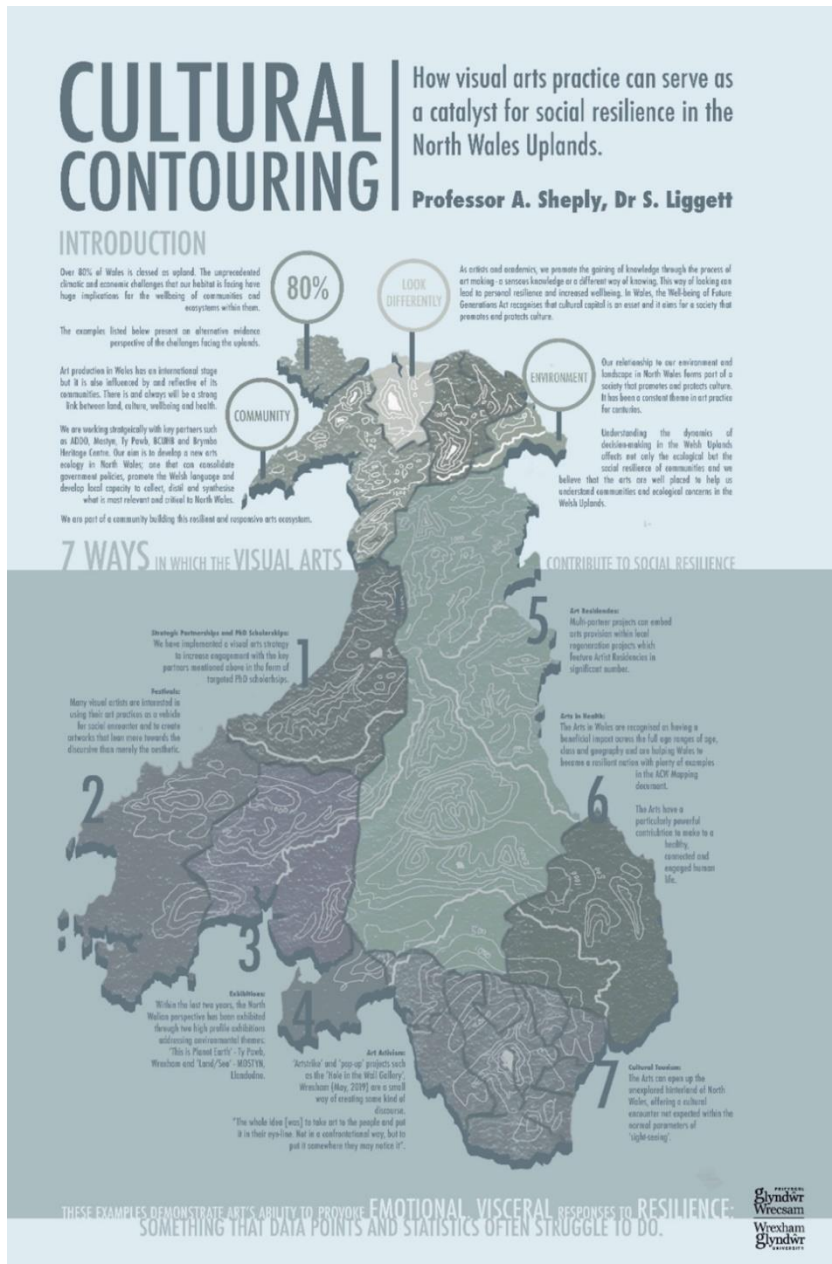 CULTURAL
CONTOURING
How visual arts practice can serve as
a catalyst for social resilience in the
North Wales Uplands.
Professor A. Sheply, Dr S. Liggett
INTRODUCTION
Over 80% of Wales is classed as upland. The unprecedented
climatic and economic challenges that our habitat is facing have
huge implications for the wellbeing of communities and
ecosystems within them.
The examples listed below present an alternative evidence
perspective of the challenges facing the uplands.
Art production in Wales has an international stage
but it is also influenced by and reflective of its
communities. There is and always will be a strong
link between land, culture, wellbeing and health.
We are working stratgeically with key partners such
as ADDO, Mostyn, Ty Pawb, BCUHB and Brymbo
Heritage Centre. Our aim is to develop a new arts
ecology in North Wales; one that can consolidate
government policies, promote the Welsh language and
develop local capacity to collect, distil and synthesise
what is most relevant and critical to North Wales.
We are part of a community building this resilient and responsive arts ecosystem.
80%
LOOK
DIFFERENTLY
COMMUNITY
ENVIRONMENT
As artists and academics, we promote the gaining of knowledge through the process of
art making - a sensous knowledge or a different way of knowing. This way of looking can
lead to personal resilience and increased wellbeing. In Wales, the Well-being of Future
Generations Act recognises that cultural capital is an asset and it aims for a society that
promotes and protects culture.
Our relationship to our environment and
landscape in North Wales forms part of a
society that promotes and protects culture.
It has been a constant theme in art practice
for centuries.
Understanding the dynamics of
decision-making in the Welsh Uplands
affects not only the ecological but the
social resilience of communities and we
believe that the arts are well placed to help us
understand communities and ecological concerns in the
Welsh Uplands.
7 WAYS IN WHICH THE VISUAL ARTS CONTRIBUTE TO SOCIAL RESILIENCE
1
Strategic Partnerships and PhD Scholarships:
We have implemented a visual arts strategy
to increase engagement with the key
partners mentioned above in the form of
targeted PhD scholarhsips.
2
Festivals:
Many visual artists are interested in
using their art practices as a vehicle
for social encounter and to create
artworks that lean more towards the
discursive than merely the aesthetic.
3
Exhibitions:
Within the last two years, the North
Walian perspective has been exhibited
through two high profile exhibitions
addressing environmental themes.
'This Is Planet Earth' - Ty Pawb,
Wrexham and 'Land/Sea' - MOSTYN,
Llandudno.
4
Art Activism:
'Artstrike' and 'pop-up' projects such
as the 'Hole in the Wall Gallery',
Wrexham (May, 2019) are a small
way of creating some kind of
discourse.
"The whole idea [was] to take art to the people and put
it in their eye-line. Not in a confrontational way, but to
put it somewhere they may notice it".
5
Art Residencies:
Multi-partner projects can embed
arts provision within local
regeneration projects which
feature Artist Residencies in
significant number.
6
Arts in Health:
The Arts in Wales are recognised as having a
beneficial impact across the full age ranges of age,
class and geography and are helping Wales to
become a resilient nation with plenty of examples
in the ACW Mapping
document.
The Arts have a
particularly powerful
contriubtion to make to a
healthy,
connected and
engaged human
life.
7
Cultural Tourism:
The Arts can open up the
unexplored hinterland of North
Wales, offering a cultural
encounter not expected within the
normal parameters of
'sight-seeing'.
THESE EXAMPLES DEMONSTRATE ART'S ABILITY TO PROVOKE EMOTIONAL, VISCERAL RESPONSES TO RESILIENCE;
SOMETHING THAT DATA POINTS AND STATISTICS OFTEN STRUGGLE TO DO.
PRIFYSGOL
glyndŵr
Wrecsam
Wrexham
glyndŵr
UNIVERSITY